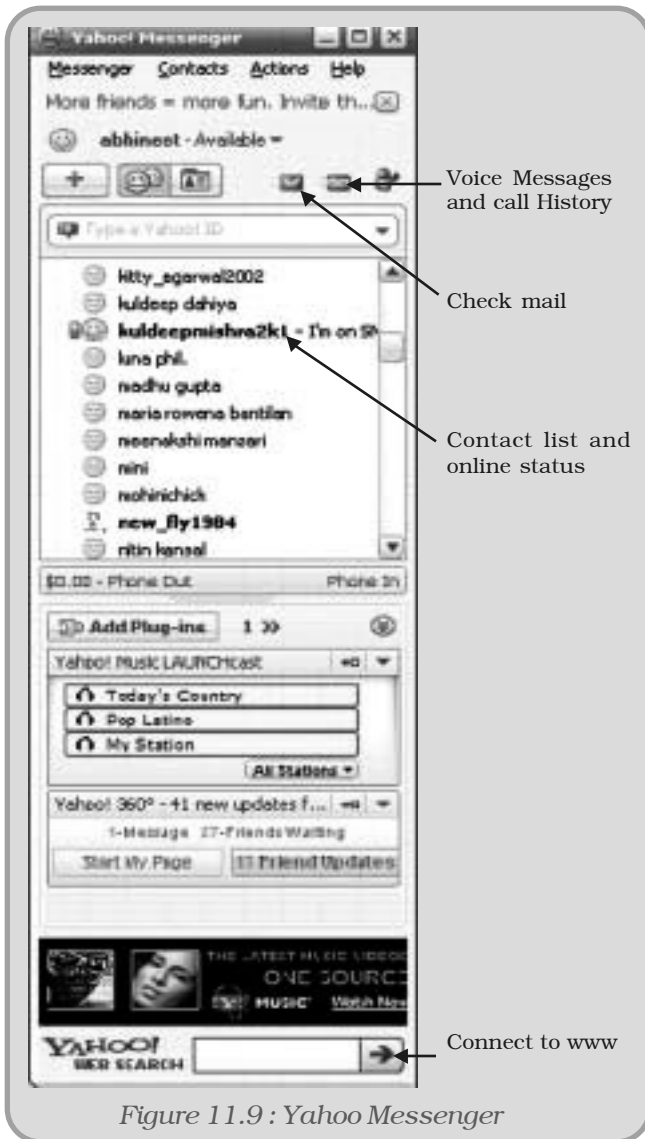 Yahoo! Messenger
Messenger Contacts Actions Help
More friends = more fun. Invite th...
abhineet - Available
Voice Messages
and call History
Type a Yahoo! ID
kitty_agarwal2002
Check mail
kuldeep dahiya
kuldeepmishra2k1 - I'm on SM
luna phil.
madhu gupta
maria rowena bantilan
meenakshi mansari
Contact list and
online status
mini
mohinichick
new_fly1984
nitin kansal
$0.00 - Phone Out Phone In
Add Plug-ins 1 >>
Yahoo! Music LAUNCHcast
Today's Country
Pop Latino
My Station
All Stations
Yahoo! 360° - 41 new updates f...
1-Message 27-Friends Waiting
Start My Page Friend Updates
THE LATEST MUSIC VIDEOS
ONE SOURCE
MUSIC Watch Now
YAHOO!
WEB SEARCH
Connect to www
Figure 11.9 : Yahoo Messenger